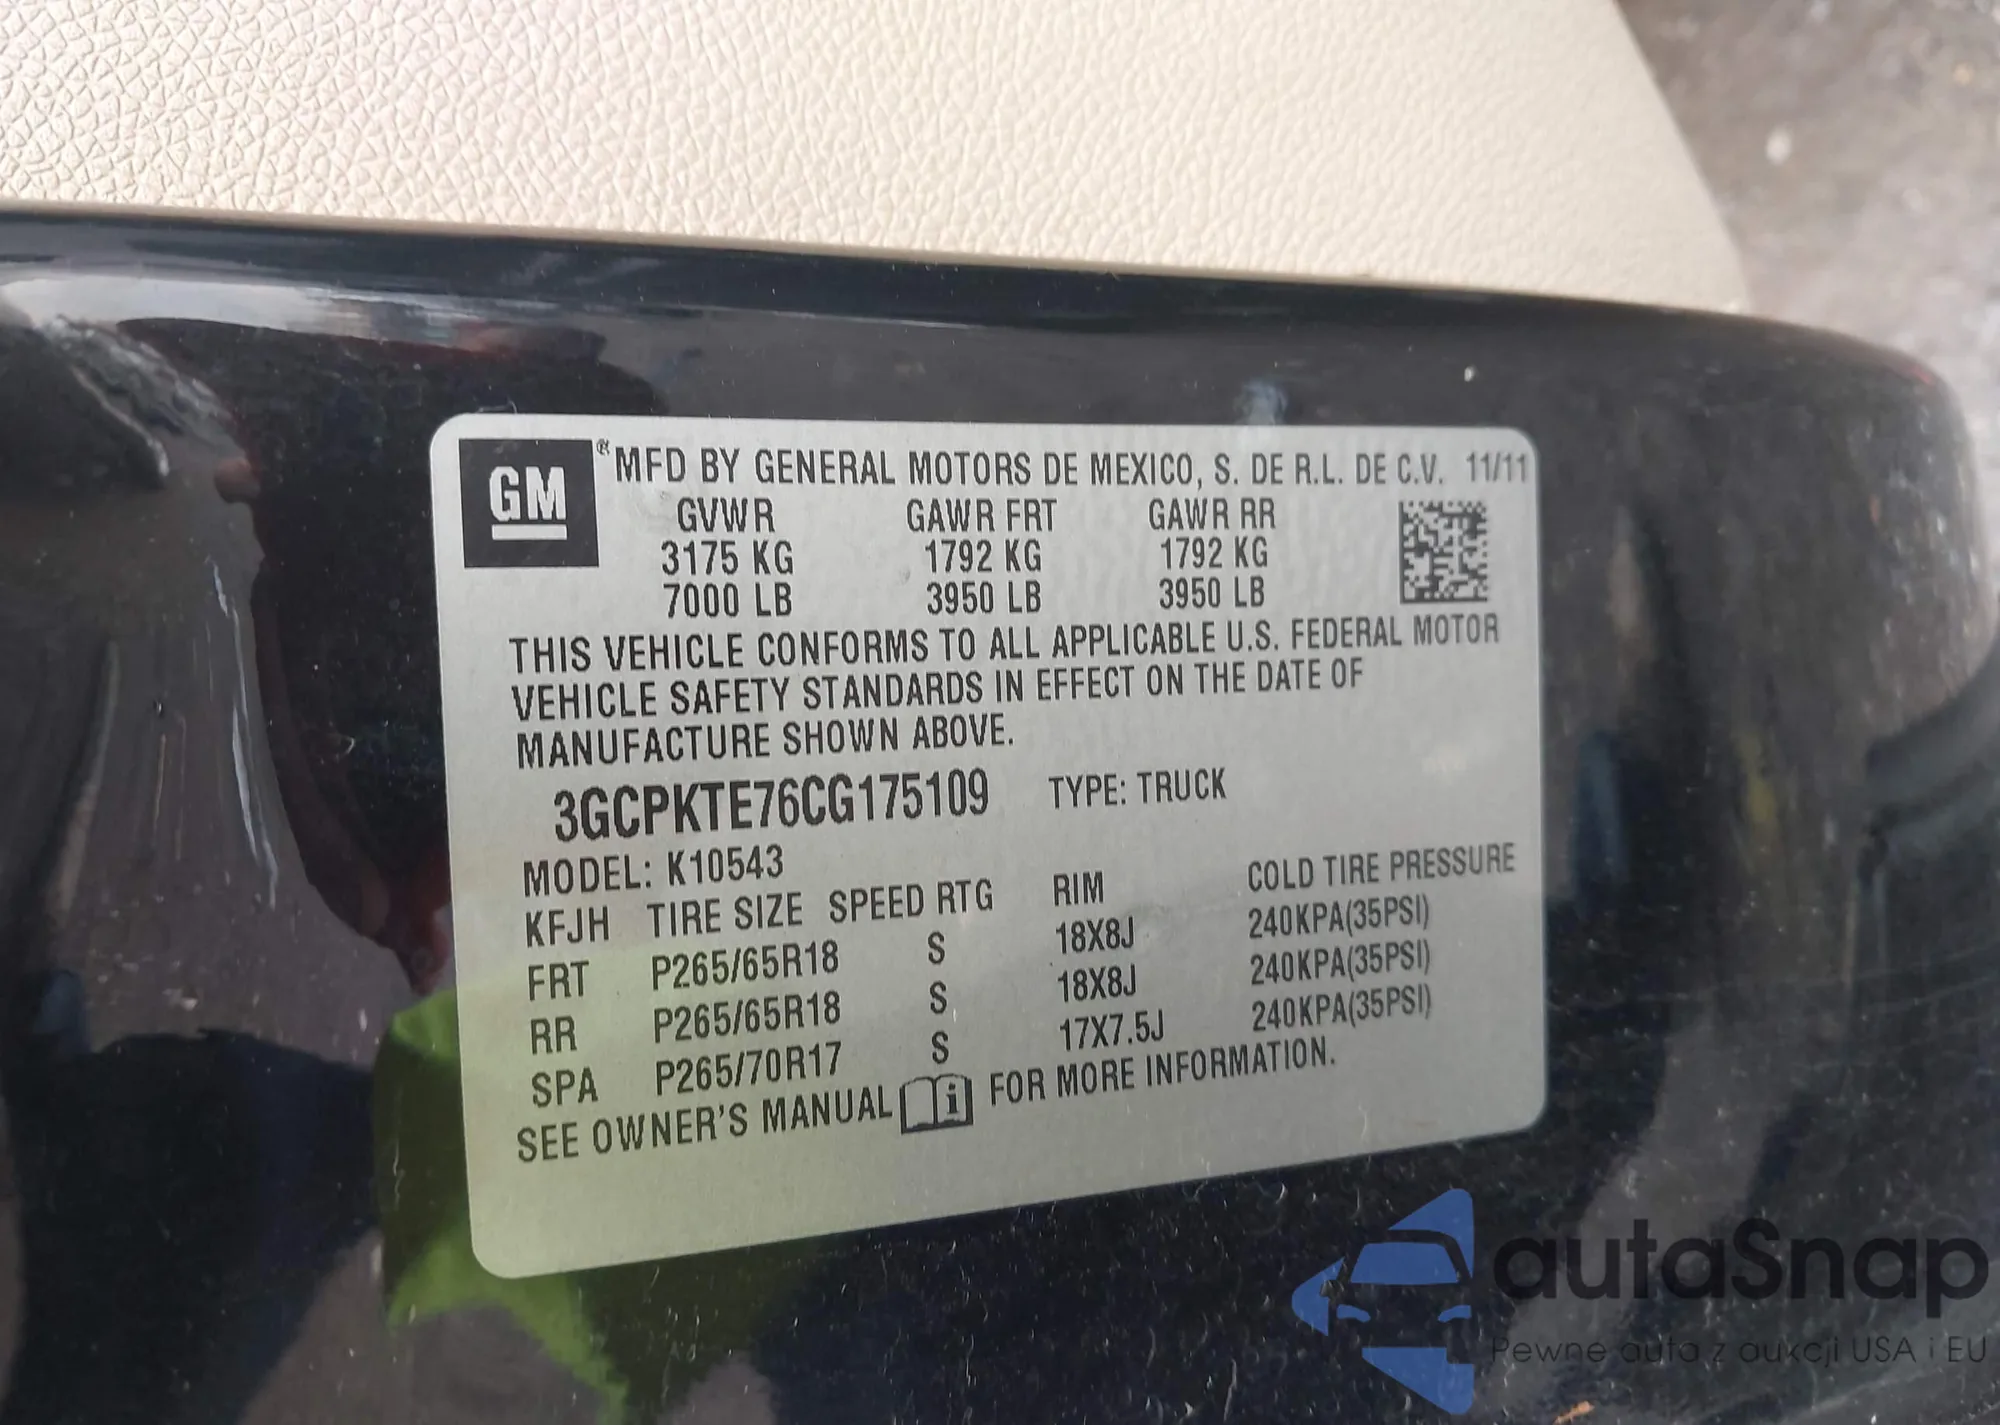 GM ® MFD BY GENERAL MOTORS DE MEXICO, S. DE R.L. DE C.V. 11/11
GVWR GAWR FRT GAWR RR
3175 KG 1792 KG 1792 KG
7000 LB 3950 LB 3950 LB
THIS VEHICLE CONFORMS TO ALL APPLICABLE U.S. FEDERAL MOTOR
VEHICLE SAFETY STANDARDS IN EFFECT ON THE DATE OF
MANUFACTURE SHOWN ABOVE.
3GCPKTE76CG175109 TYPE: TRUCK
MODEL: K10543
KFJH TIRE SIZE SPEED RTG RIM COLD TIRE PRESSURE
FRT P265/65R18 S 18X8J 240KPA(35PSI)
RR P265/65R18 S 18X8J 240KPA(35PSI)
SPA P265/70R17 S 17X7.5J 240KPA(35PSI)
SEE OWNER'S MANUAL i FOR MORE INFORMATION.
autaSnap
Pewne auta z aukcji USA i EU